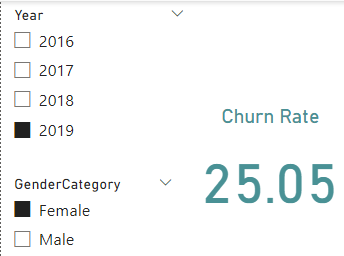 Year
2016
2017
2018
2019
Churn Rate
25.05
GenderCategory
Female
Male